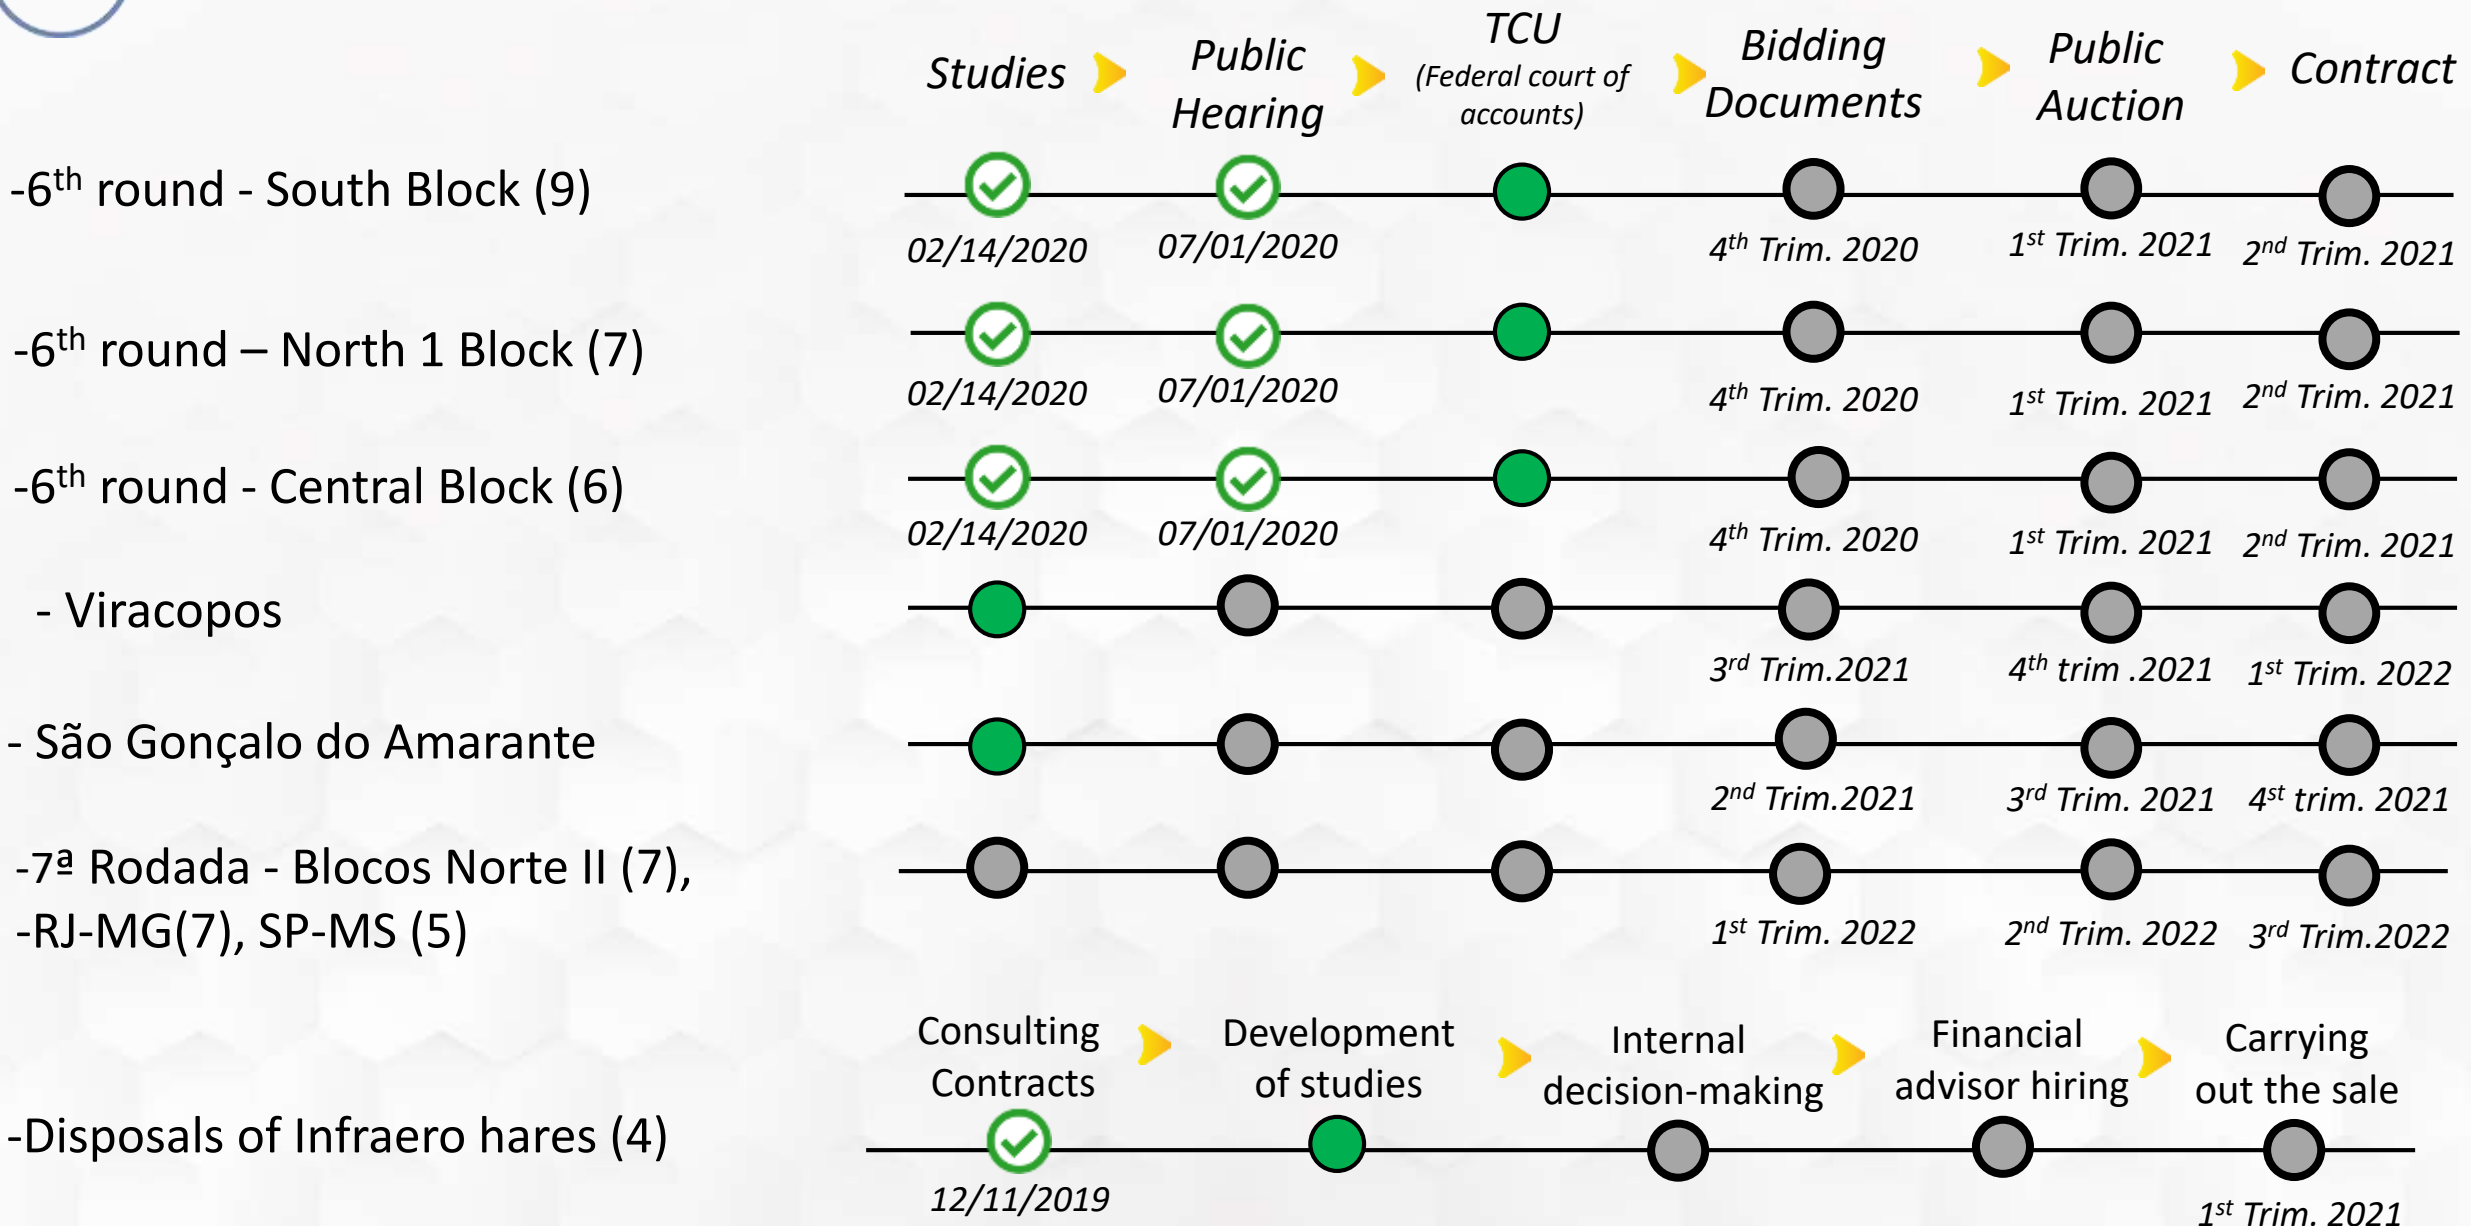 Studies
Public
Hearing
TCU
(Federal court of
accounts)
Bidding
Documents
Public
Auction
Contract
-6th round - South Block (9)
02/14/2020 07/01/2020 4th Trim. 2020 1st Trim. 2021 2nd Trim. 2021
-6th round – North 1 Block (7)
02/14/2020 07/01/2020 4th Trim. 2020 1st Trim. 2021 2nd Trim. 2021
-6th round - Central Block (6)
02/14/2020 07/01/2020 4th Trim. 2020 1st Trim. 2021 2nd Trim. 2021
- Viracopos
3rd Trim.2021 4th trim .2021 1st Trim. 2022
- São Gonçalo do Amarante
2nd Trim.2021 3rd Trim. 2021 4st trim. 2021
-7ª Rodada - Blocos Norte II (7),
-RJ-MG(7), SP-MS (5)
1st Trim. 2022 2nd Trim. 2022 3rd Trim.2022
Consulting
Contracts
Development
of studies
Internal
decision-making
Financial
advisor hiring
Carrying
out the sale
-Disposals of Infraero hares (4)
12/11/2019 1st Trim. 2021